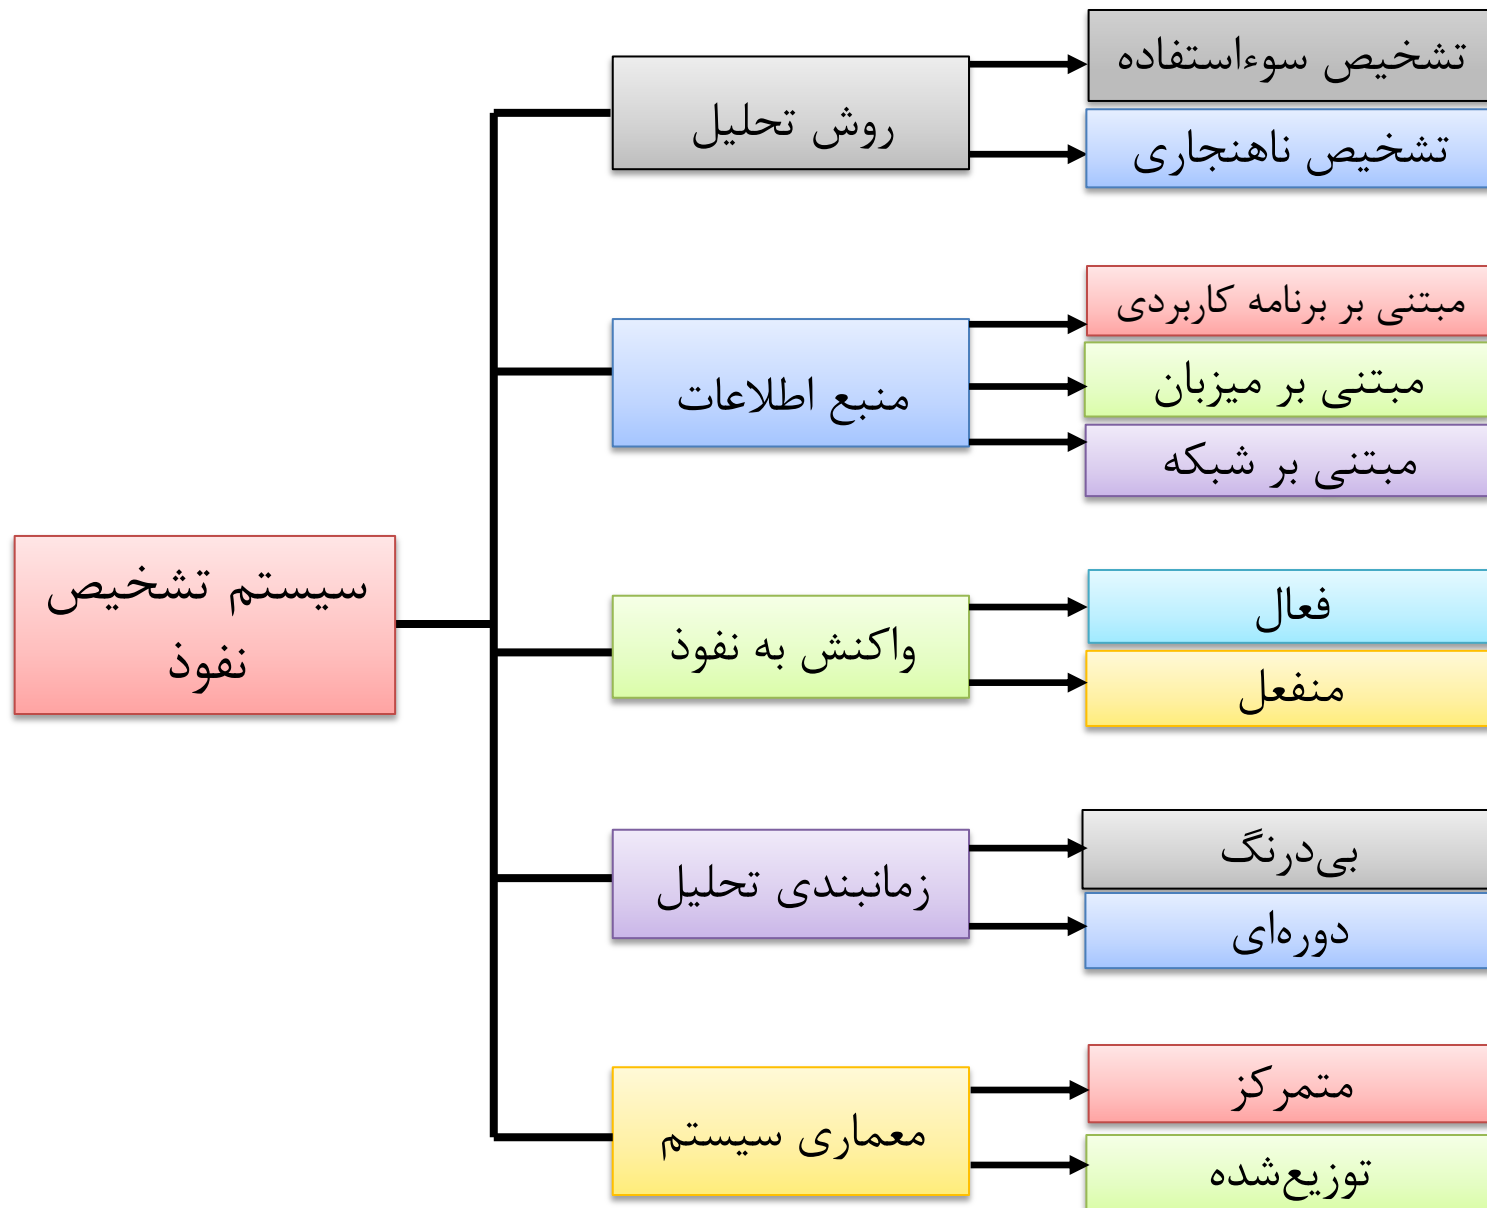 سیستم تشخیص
نفوذ
روش تحلیل
تشخیص سوءاستفاده
تشخیص ناهنجاری
منبع اطلاعات
مبتنی بر برنامه کاربردی
مبتنی بر میزبان
مبتنی بر شبکه
واکنش به نفوذ
فعال
منفعل
زمانبندی تحلیل
بی‌درنگ
دوره‌ای
معماری سیستم
متمرکز
توزیع‌شده